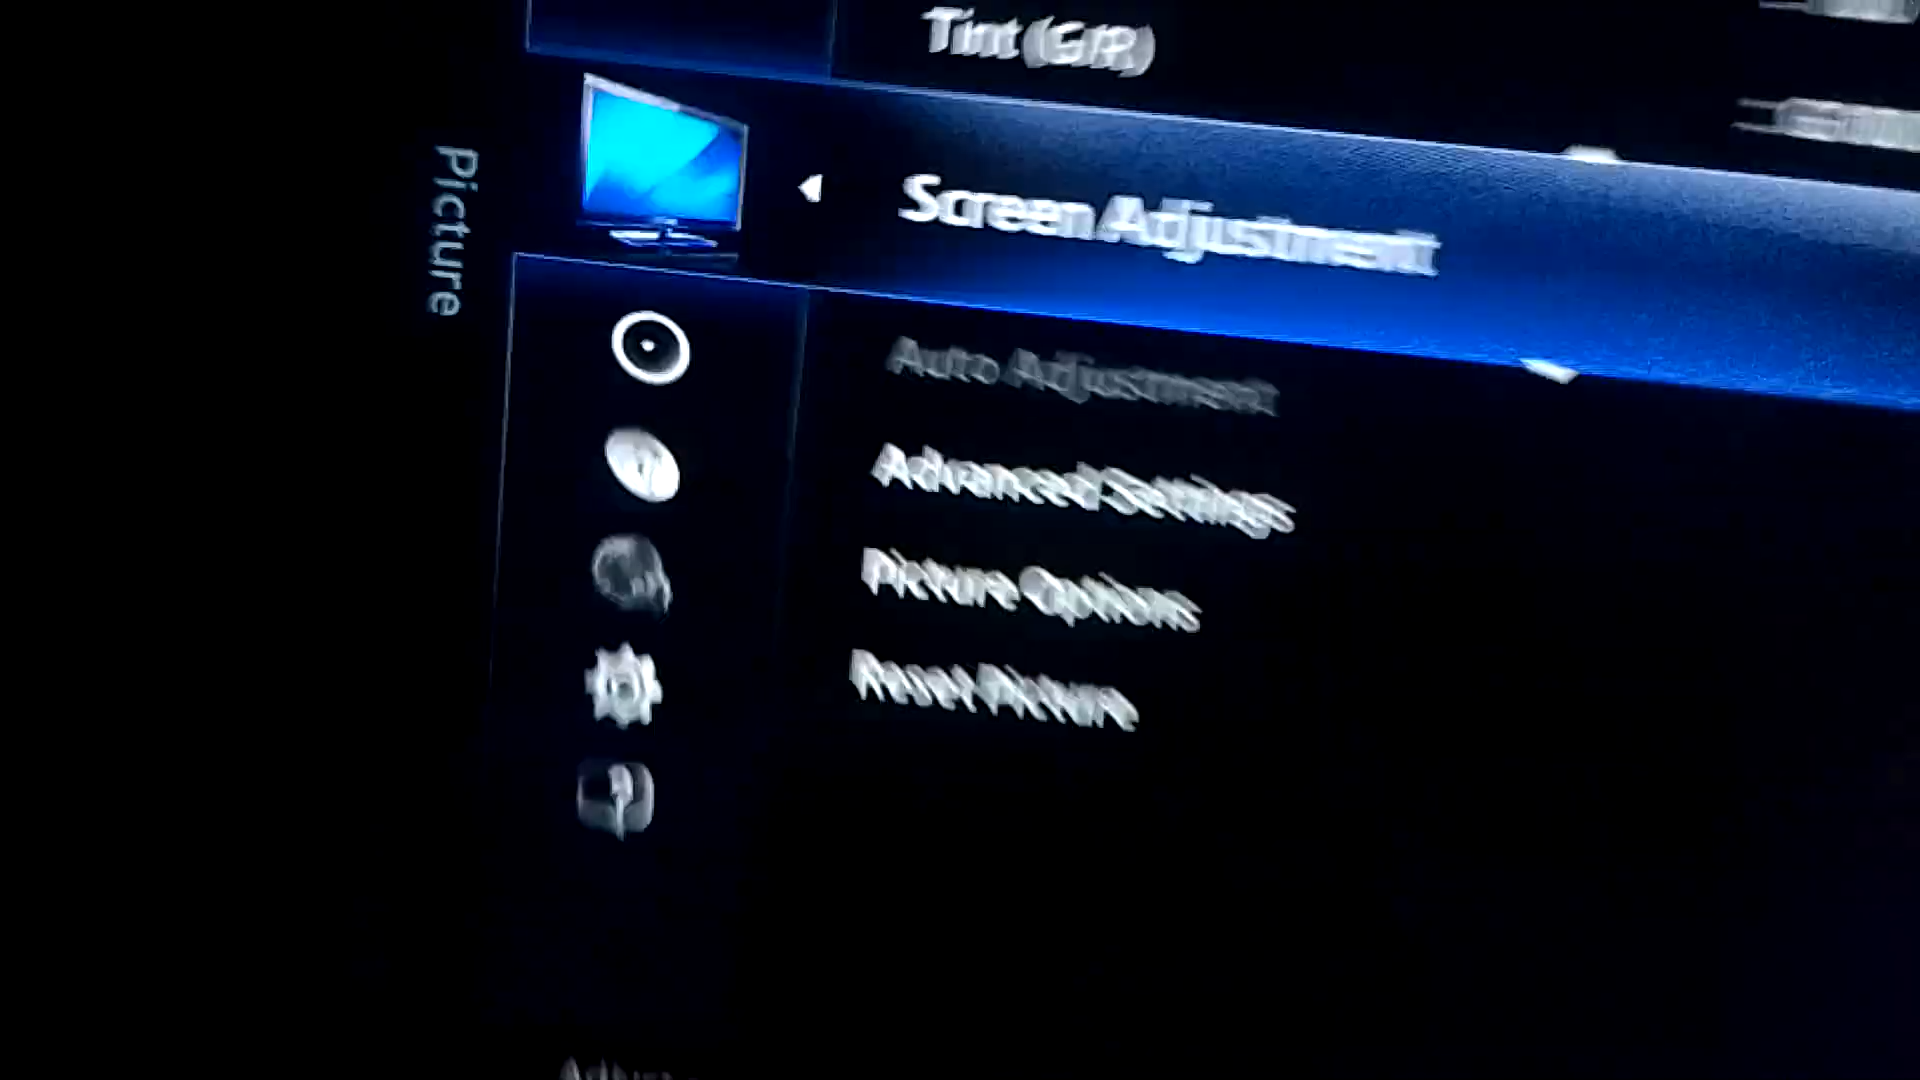 Tint (G/R)
Picture
Screen Adjustment
Auto Adjustment
Advanced Settings
Picture Options
Reset Picture